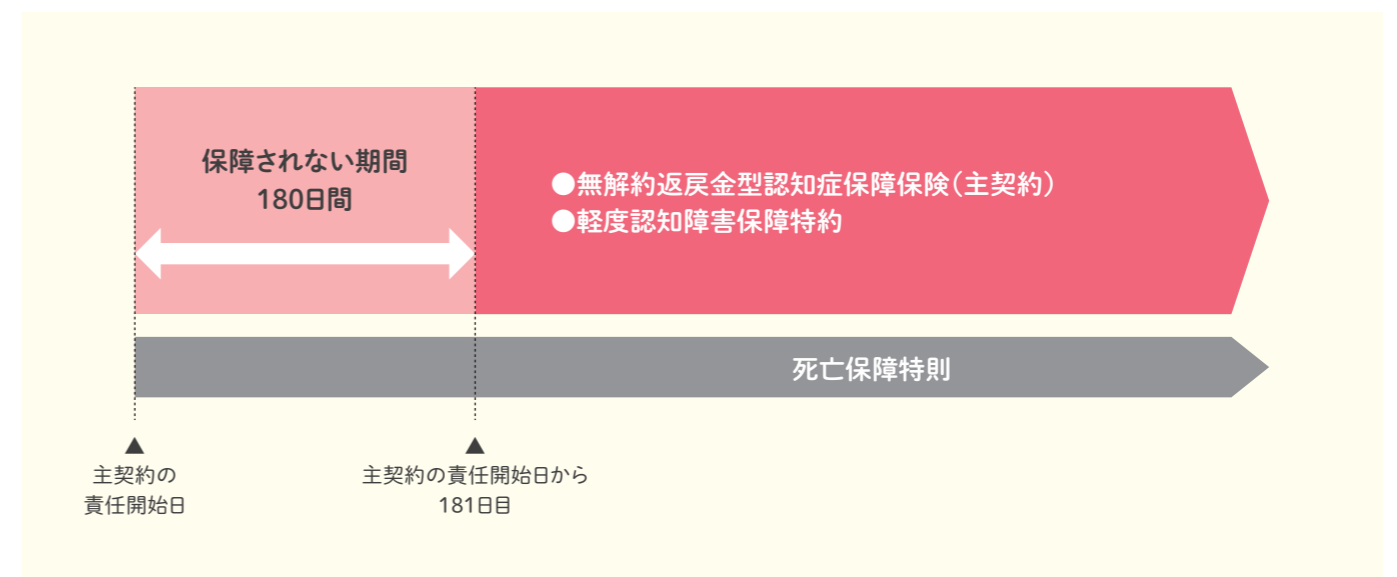 保障されない期間
180日間
●無解約返戻金型認知症保障保険(主契約)
●軽度認知障害保障特約
死亡保障特則
▲
主契約の
責任開始日
▲
主契約の責任開始日から
181日目